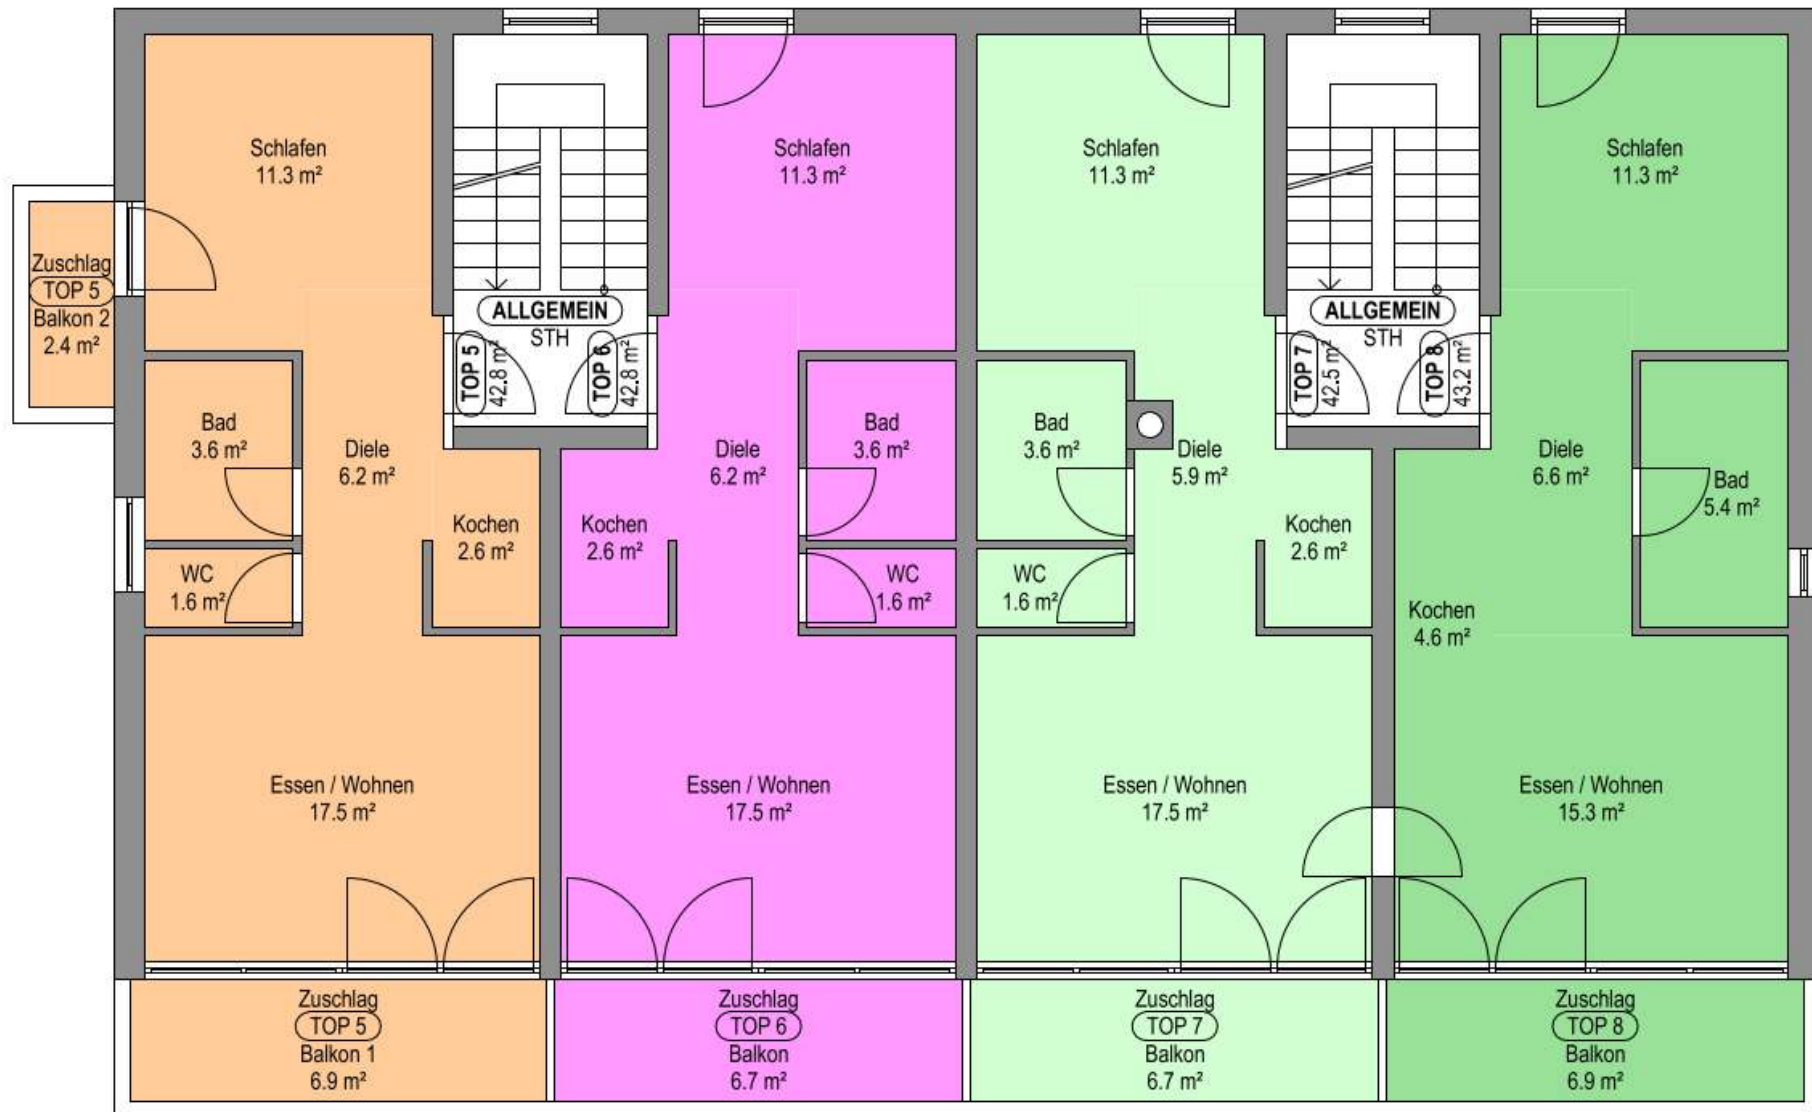 Schlafen
11.3 m²
Schlafen
11.3 m²
Schlafen
11.3 m²
Schlafen
11.3 m²
Zuschlag
TOP 5
Balkon 2
2.4 m²
ALLGEMEIN
STH
TOP 5
42.8 m²
TOP 6
42.8 m²
ALLGEMEIN
STH
TOP 7
42.5 m²
TOP 8
43.2 m²
Bad
3.6 m²
Diele
6.2 m²
Kochen
2.6 m²
WC
1.6 m²
Kochen
2.6 m²
Diele
6.2 m²
Bad
3.6 m²
WC
1.6 m²
Bad
3.6 m²
Diele
5.9 m²
Kochen
2.6 m²
WC
1.6 m²
Diele
6.6 m²
Bad
5.4 m²
Kochen
4.6 m²
Essen / Wohnen
17.5 m²
Essen / Wohnen
17.5 m²
Essen / Wohnen
17.5 m²
Essen / Wohnen
15.3 m²
Zuschlag
TOP 5
Balkon 1
6.9 m²
Zuschlag
TOP 6
Balkon
6.7 m²
Zuschlag
TOP 7
Balkon
6.7 m²
Zuschlag
TOP 8
Balkon
6.9 m²